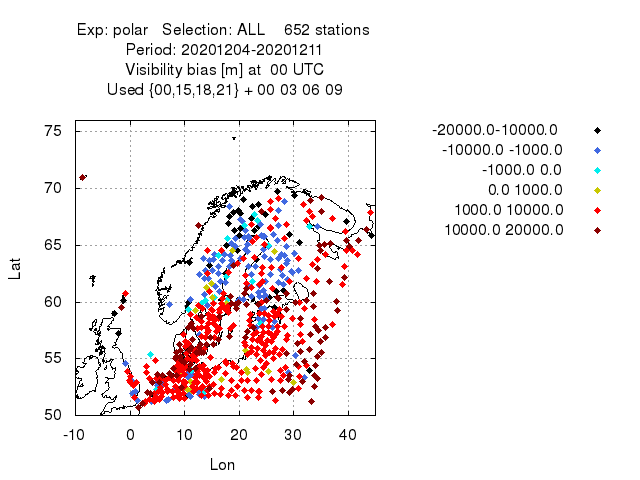 Exp: polar Selection: ALL 652 stations
Period: 20201204-20201211
Visibility bias [m] at 00 UTC
Used {00,15,18,21} + 00 03 06 09
-20000.0-10000.0
-10000.0 -1000.0
-1000.0 0.0
0.0 1000.0
1000.0 10000.0
10000.0 20000.0
75
70
65
60
55
50
Lat
-10 0 10 20 30 40
Lon